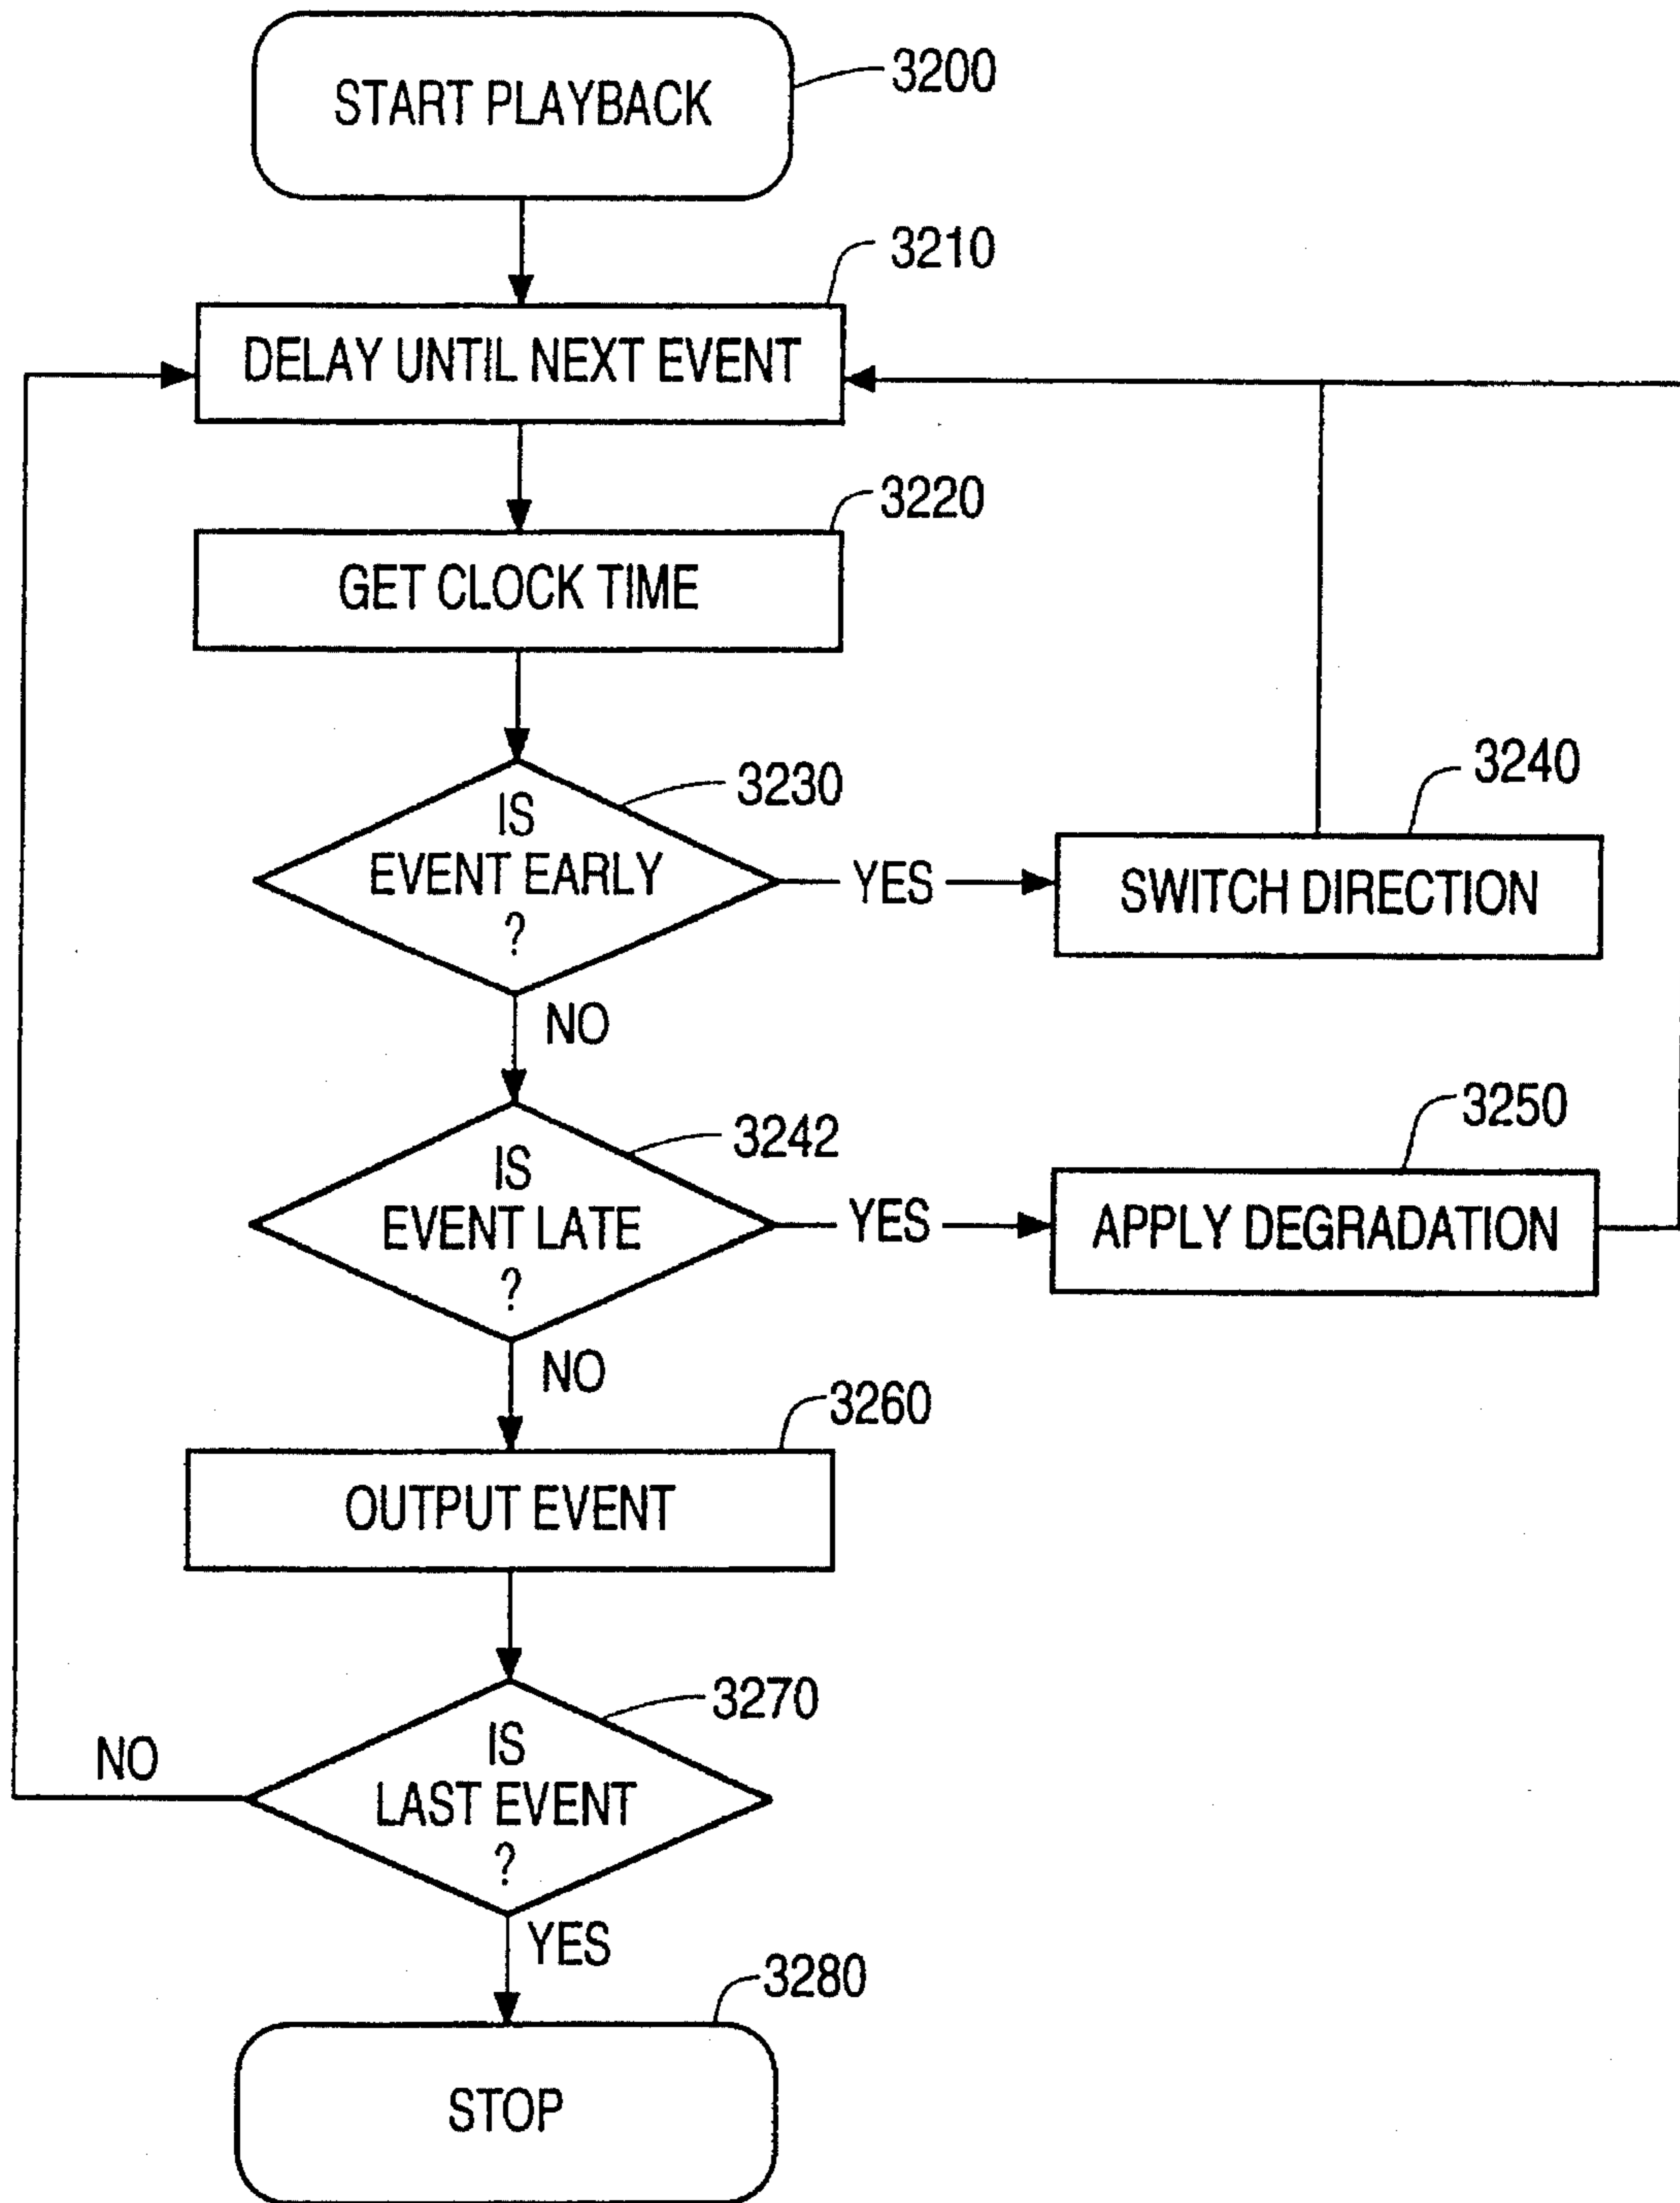 START PLAYBACK
3200
3210
DELAY UNTIL NEXT EVENT
3220
GET CLOCK TIME
3230
IS
EVENT EARLY
?
YES
3240
SWITCH DIRECTION
NO
3242
IS
EVENT LATE
?
YES
3250
APPLY DEGRADATION
NO
3260
OUTPUT EVENT
3270
IS
LAST EVENT
?
NO
YES
3280
STOP